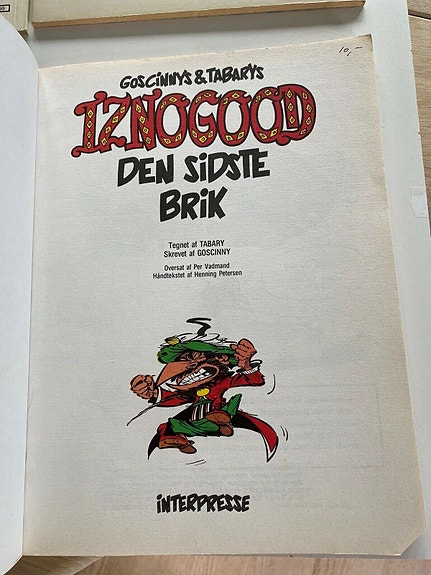 10,-
GOSCINNYS & TABARYS
IZNOGOOD
DEN SIDSTE
BRIK
Tegnet af TABARY
Skrevet af GOSCINNY
Oversat af Per Vadmand
Håndtekstet af Henning Petersen
INTERPRESSE